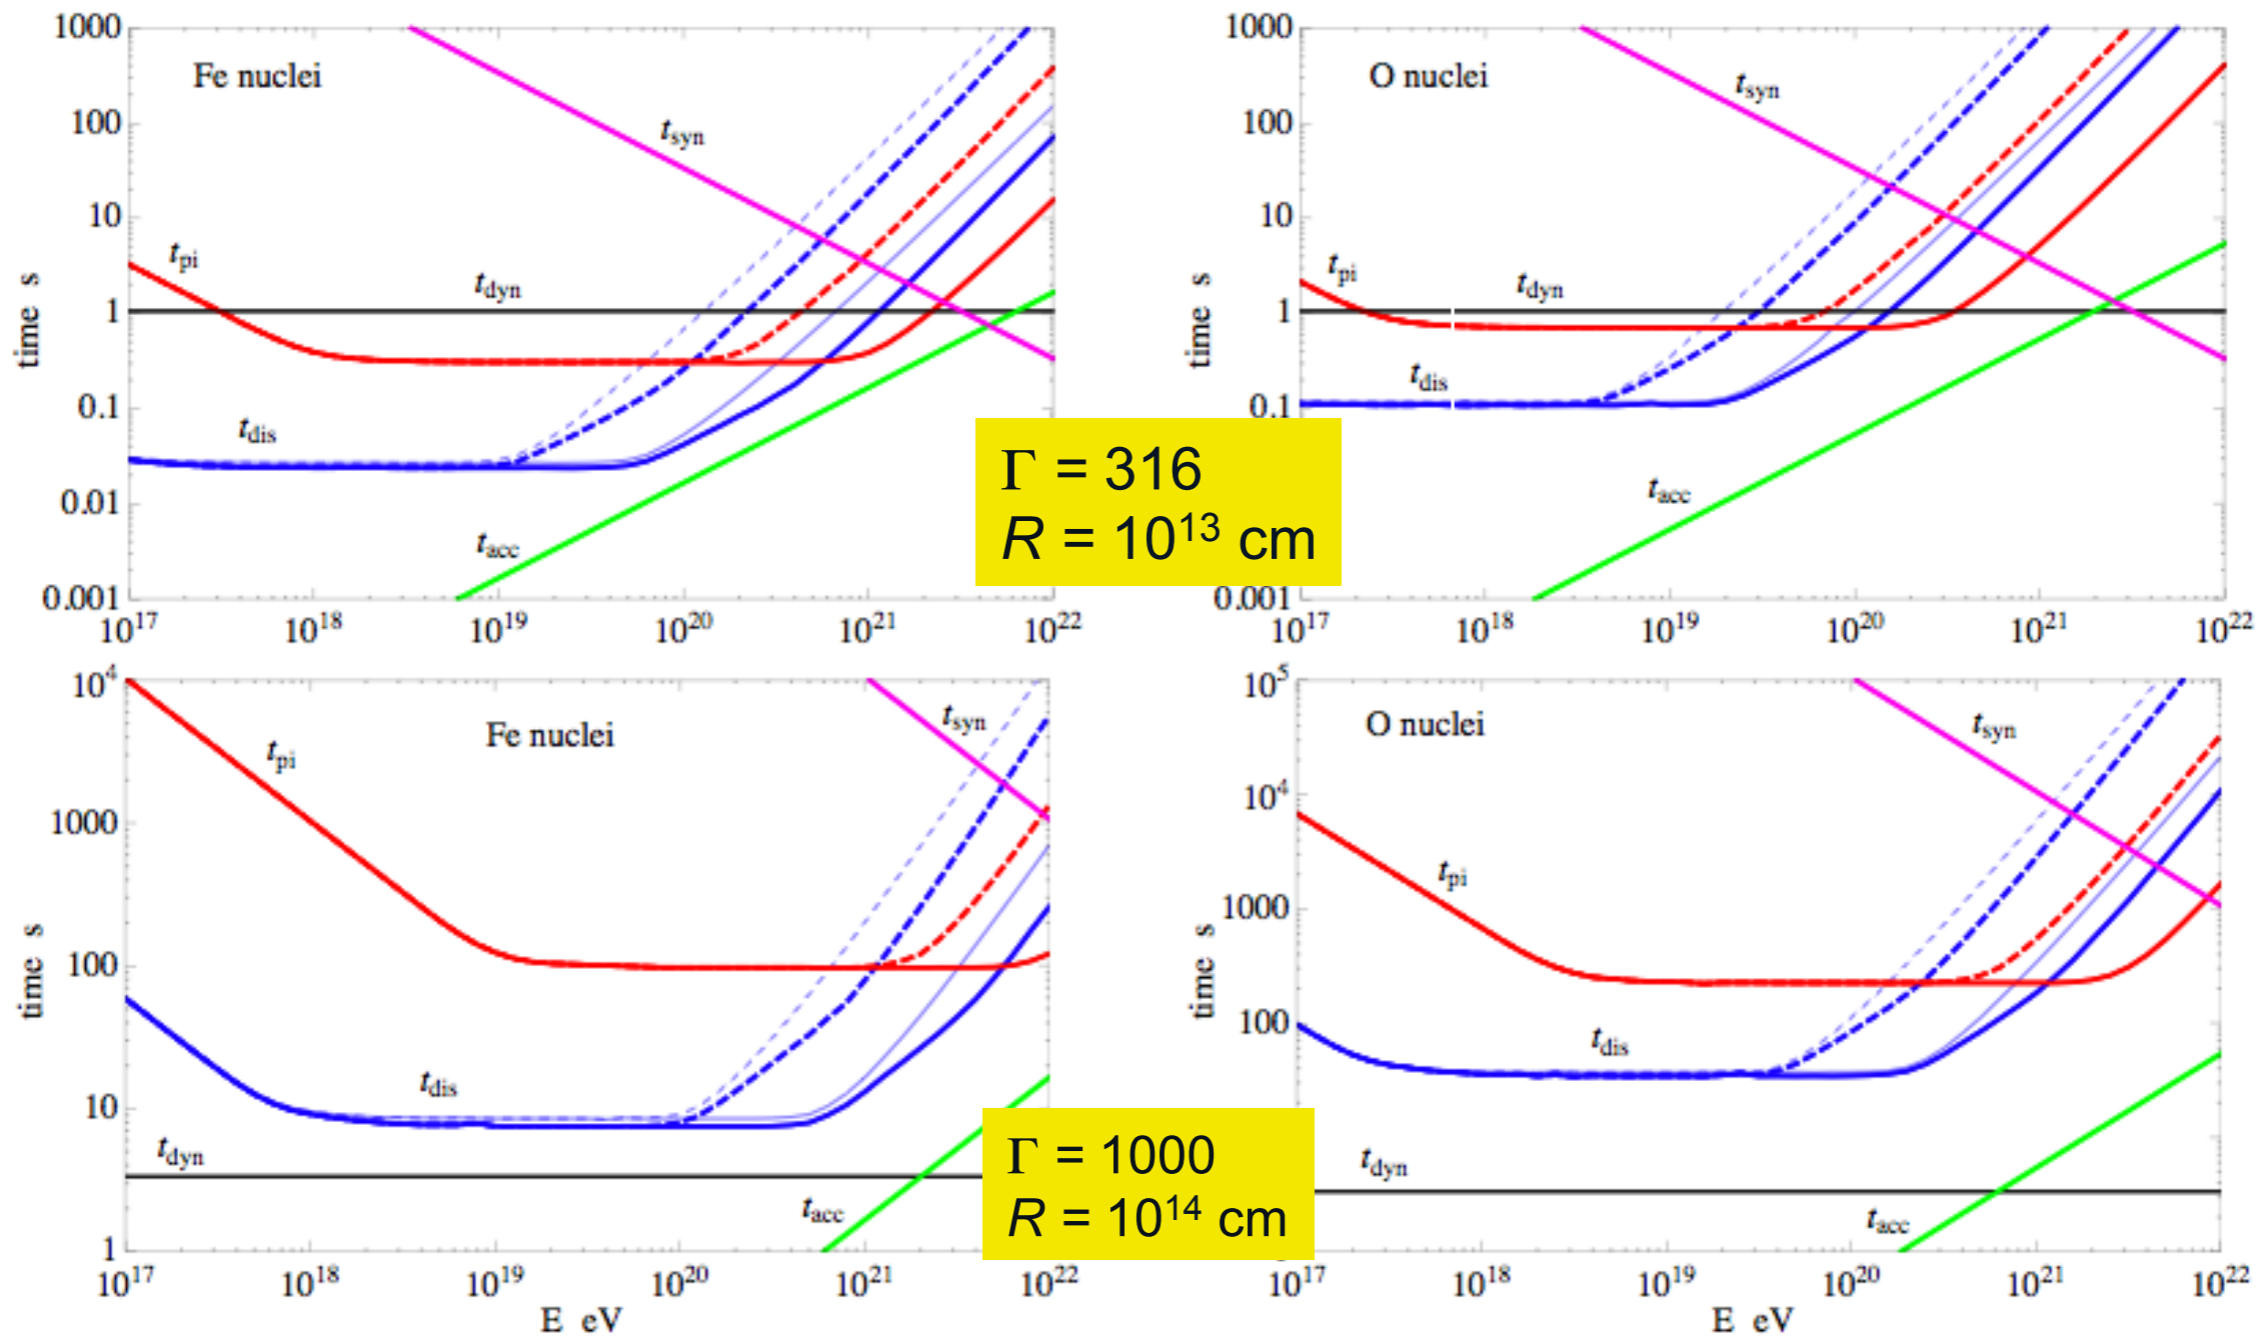 1000
100
10
1
0.1
0.01
0.001
time s
Fe nuclei
t_syn
t_pi
t_dyn
t_dis
t_acc
10^17 10^18 10^19 10^20 10^21 10^22
1000
100
10
1
0.1
0.001
time s
O nuclei
t_syn
t_pi
t_dyn
t_dis
t_acc
10^17 10^18 10^19 10^20 10^21 10^22
Γ = 316
R = 10^13 cm
10^4
1000
100
10
1
time s
Fe nuclei
t_syn
t_pi
t_dis
t_dyn
t_acc
10^17 10^18 10^19 10^20 10^21 10^22
E eV
10^5
10^4
1000
100
time s
O nuclei
t_syn
t_pi
t_dis
t_dyn
t_acc
10^17 10^18 10^19 10^20 10^21 10^22
E eV
Γ = 1000
R = 10^14 cm